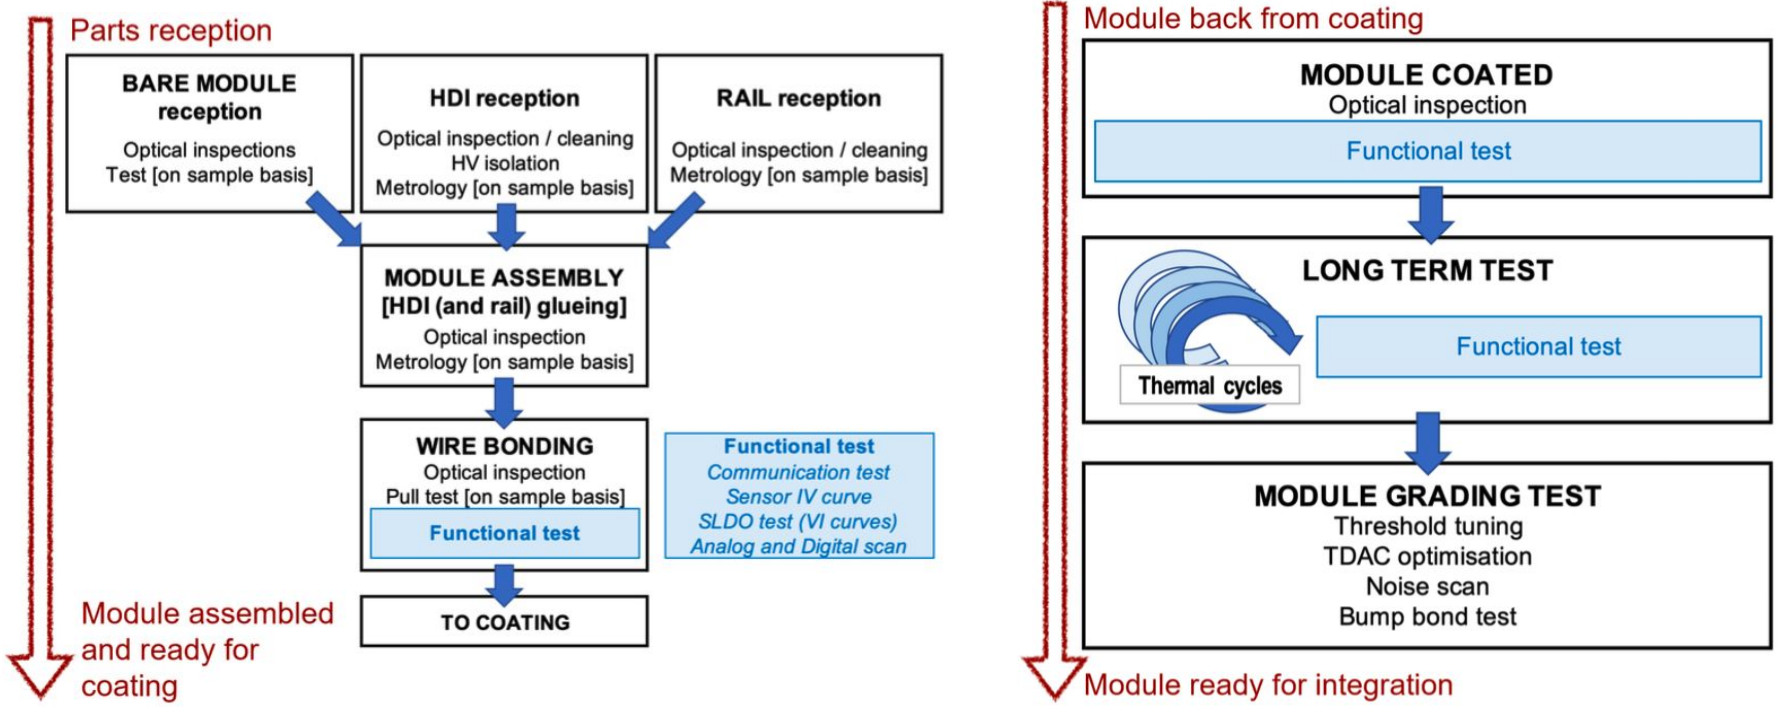 Parts reception
BARE MODULE
reception
Optical inspections
Test [on sample basis]
HDI reception
Optical inspection / cleaning
HV isolation
Metrology [on sample basis]
RAIL reception
Optical inspection / cleaning
Metrology [on sample basis]
MODULE ASSEMBLY
[HDI (and rail) glueing]
Optical inspection
Metrology [on sample basis]
WIRE BONDING
Optical inspection
Pull test [on sample basis]
Functional test
Functional test
Communication test
Sensor IV curve
SLDO test (VI curves)
Analog and Digital scan
TO COATING
Module assembled
and ready for
coating
Module back from coating
MODULE COATED
Optical inspection
Functional test
LONG TERM TEST
Thermal cycles
Functional test
MODULE GRADING TEST
Threshold tuning
TDAC optimisation
Noise scan
Bump bond test
Module ready for integration